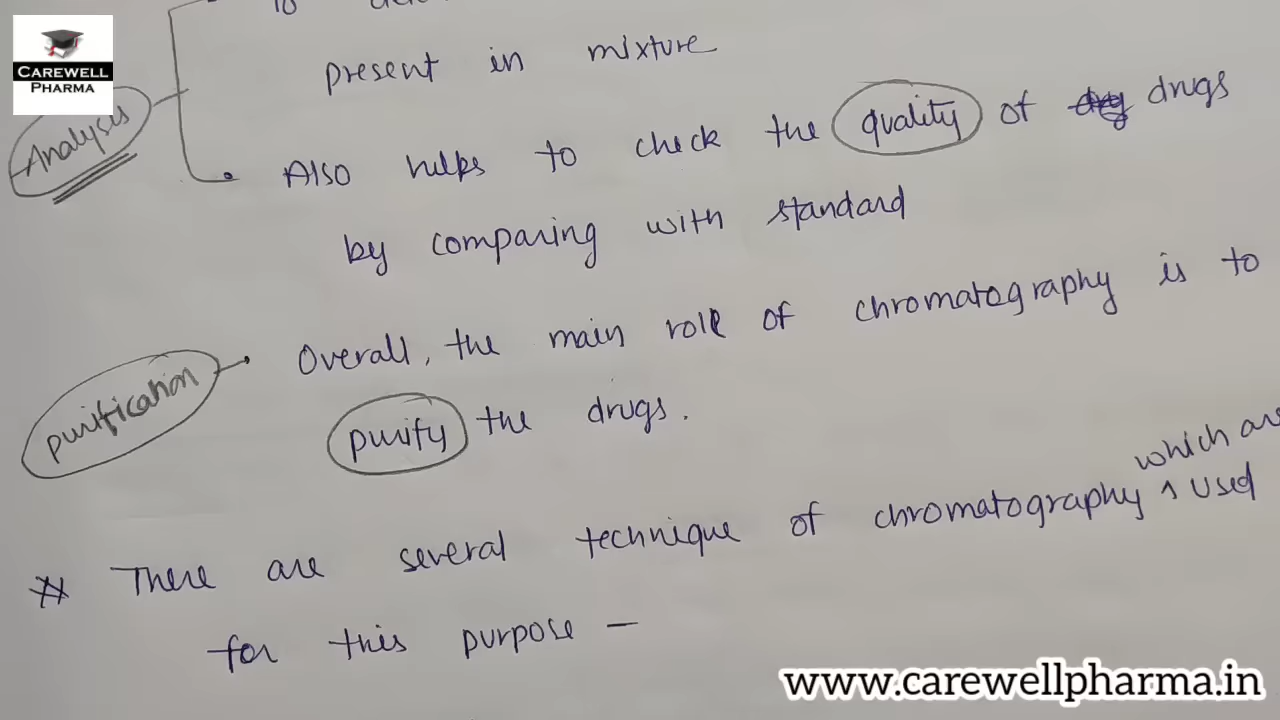 CAREWELL
PHARMA
to
present in mixture
Analysis
Also helps to check the quality of drugs
by comparing with standard
purification
Overall, the main role of chromatography is to
purify the drugs.
which are
There are several technique of chromatography ^ used
for this purpose —
www.carewellpharma.in